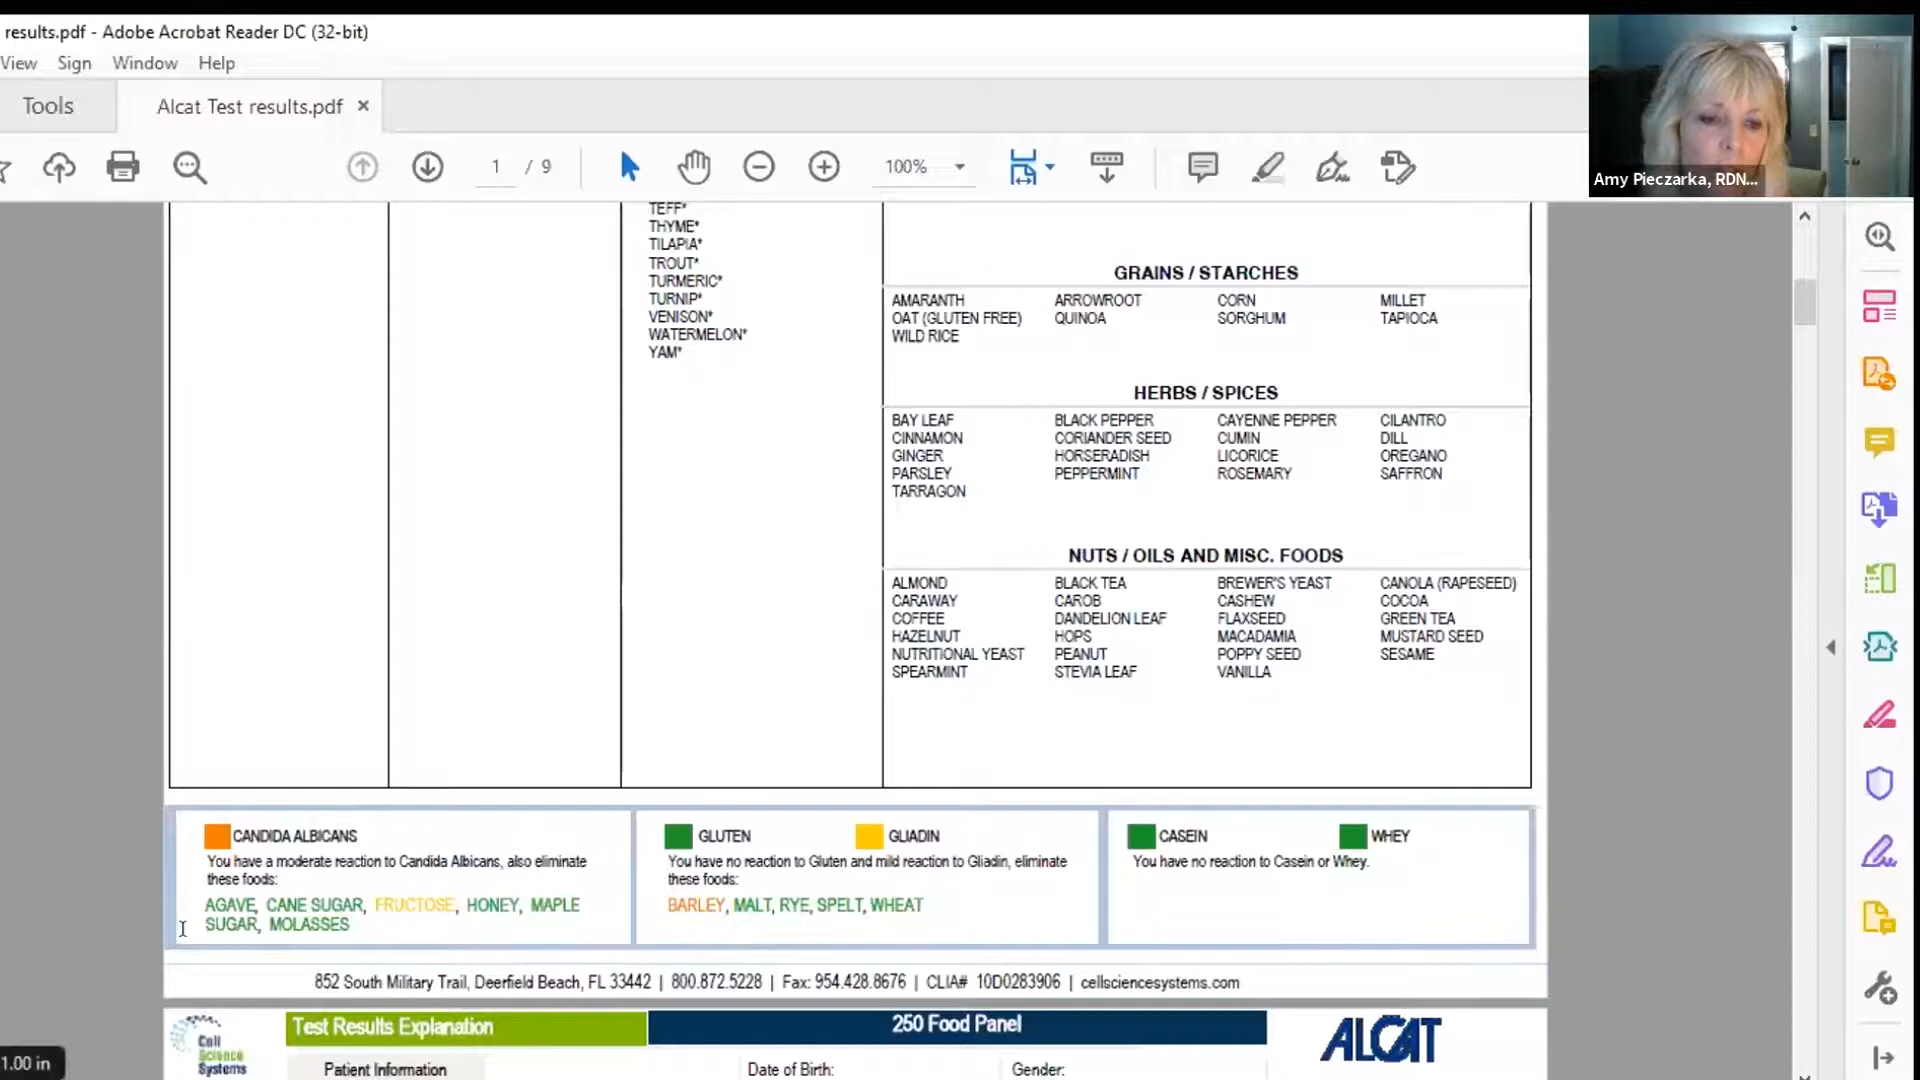 results.pdf - Adobe Acrobat Reader DC (32-bit)
View Sign Window Help
Tools
Alcat Test results.pdf ×
1 / 9
100%
Amy Pieczarka, RDN...
TEFF*
THYME*
TILAPIA*
TROUT*
TURMERIC*
TURNIP*
VENISON*
WATERMELON*
YAM*
GRAINS / STARCHES
AMARANTH ARROWROOT CORN MILLET
OAT (GLUTEN FREE) QUINOA SORGHUM TAPIOCA
WILD RICE
HERBS / SPICES
BAY LEAF BLACK PEPPER CAYENNE PEPPER CILANTRO
CINNAMON CORIANDER SEED CUMIN DILL
GINGER HORSERADISH LICORICE OREGANO
PARSLEY PEPPERMINT ROSEMARY SAFFRON
TARRAGON
NUTS / OILS AND MISC. FOODS
ALMOND BLACK TEA BREWER'S YEAST CANOLA (RAPESEED)
CARAWAY CAROB CASHEW COCOA
COFFEE DANDELION LEAF FLAXSEED GREEN TEA
HAZELNUT HOPS MACADAMIA MUSTARD SEED
NUTRITIONAL YEAST PEANUT POPPY SEED SESAME
SPEARMINT STEVIA LEAF VANILLA
CANDIDA ALBICANS
You have a moderate reaction to Candida Albicans, also eliminate
these foods:
AGAVE, CANE SUGAR, FRUCTOSE, HONEY, MAPLE
SUGAR, MOLASSES
GLUTEN GLIADIN
You have no reaction to Gluten and mild reaction to Gliadin, eliminate
these foods:
BARLEY, MALT, RYE, SPELT, WHEAT
CASEIN WHEY
You have no reaction to Casein or Whey.
852 South Military Trail, Deerfield Beach, FL 33442 | 800.872.5228 | Fax: 954.428.8676 | CLIA# 10D0283906 | cellsciencesystems.com
Cell
Science
Systems
Test Results Explanation
250 Food Panel
ALCAT
Patient Information
Date of Birth:
Gender:
1.00 in